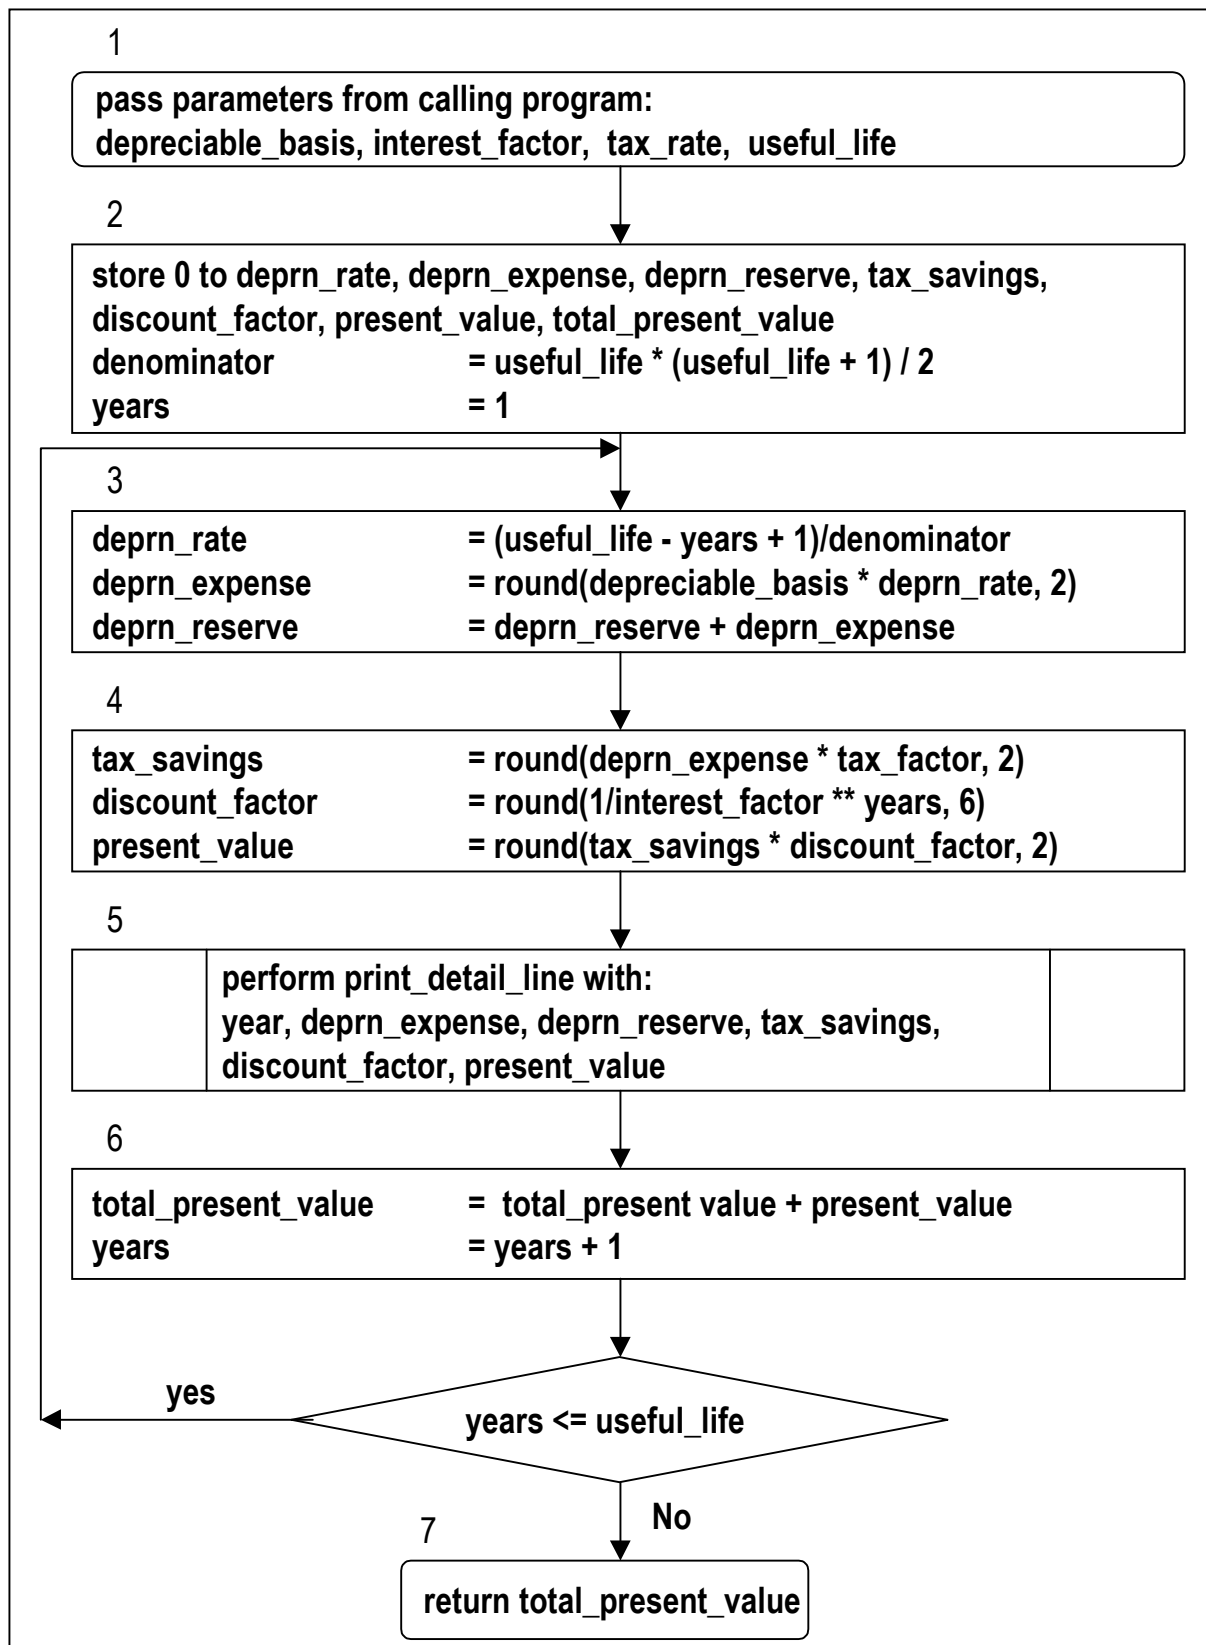 1
pass parameters from calling program:
depreciable_basis, interest_factor, tax_rate, useful_life
2
store 0 to deprn_rate, deprn_expense, deprn_reserve, tax_savings,
discount_factor, present_value, total_present_value
denominator = useful_life * (useful_life + 1) / 2
years = 1
3
deprn_rate = (useful_life - years + 1)/denominator
deprn_expense = round(depreciable_basis * deprn_rate, 2)
deprn_reserve = deprn_reserve + deprn_expense
4
tax_savings = round(deprn_expense * tax_factor, 2)
discount_factor = round(1/interest_factor ** years, 6)
present_value = round(tax_savings * discount_factor, 2)
5
perform print_detail_line with:
year, deprn_expense, deprn_reserve, tax_savings,
discount_factor, present_value
6
total_present_value = total_present value + present_value
years = years + 1
yes
years <= useful_life
No
7
return total_present_value